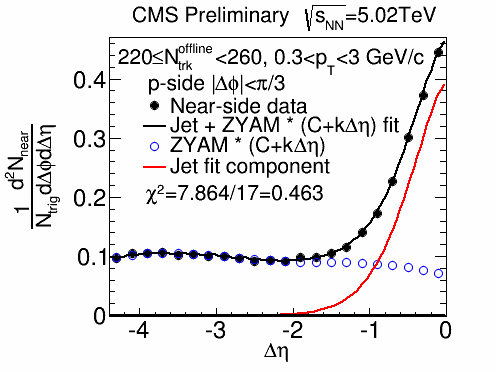 CMS Preliminary √s_NN=5.02TeV
220≤N_trk^offline<260, 0.3<p_T<3 GeV/c
p-side |Δϕ|<π/3
Near-side data
Jet + ZYAM * (C+kΔη) fit
ZYAM * (C+kΔη)
Jet fit component
χ²=7.864/17=0.463
1/N_trig d²N_near/dΔϕdΔη
0.4
0.3
0.2
0.1
0
-4 -3 -2 -1 0
Δη